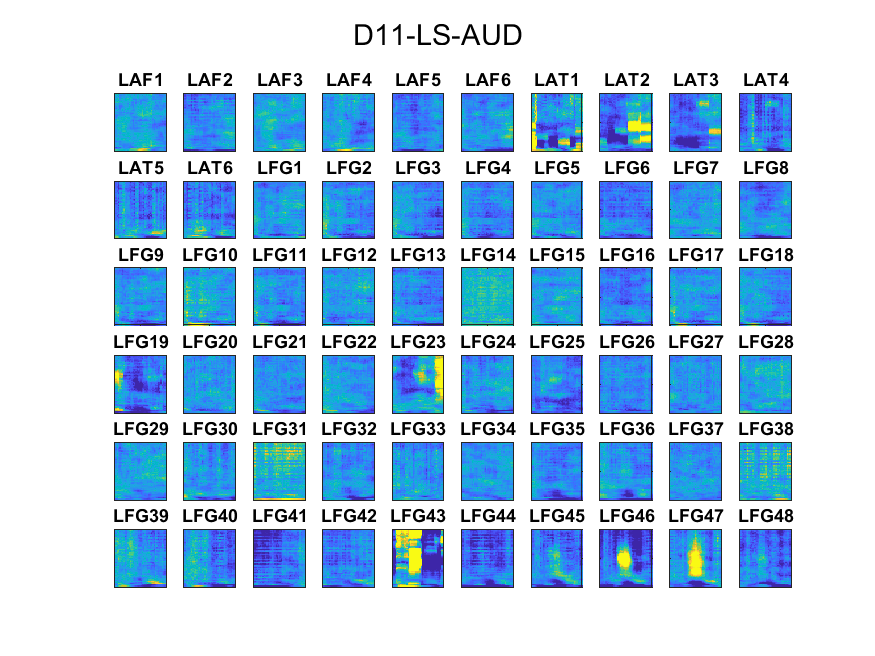 D11-LS-AUD
LAF1 LAF2 LAF3 LAF4 LAF5 LAF6 LAT1 LAT2 LAT3 LAT4
LAT5 LAT6 LFG1 LFG2 LFG3 LFG4 LFG5 LFG6 LFG7 LFG8
LFG9 LFG10 LFG11 LFG12 LFG13 LFG14 LFG15 LFG16 LFG17 LFG18
LFG19 LFG20 LFG21 LFG22 LFG23 LFG24 LFG25 LFG26 LFG27 LFG28
LFG29 LFG30 LFG31 LFG32 LFG33 LFG34 LFG35 LFG36 LFG37 LFG38
LFG39 LFG40 LFG41 LFG42 LFG43 LFG44 LFG45 LFG46 LFG47 LFG48